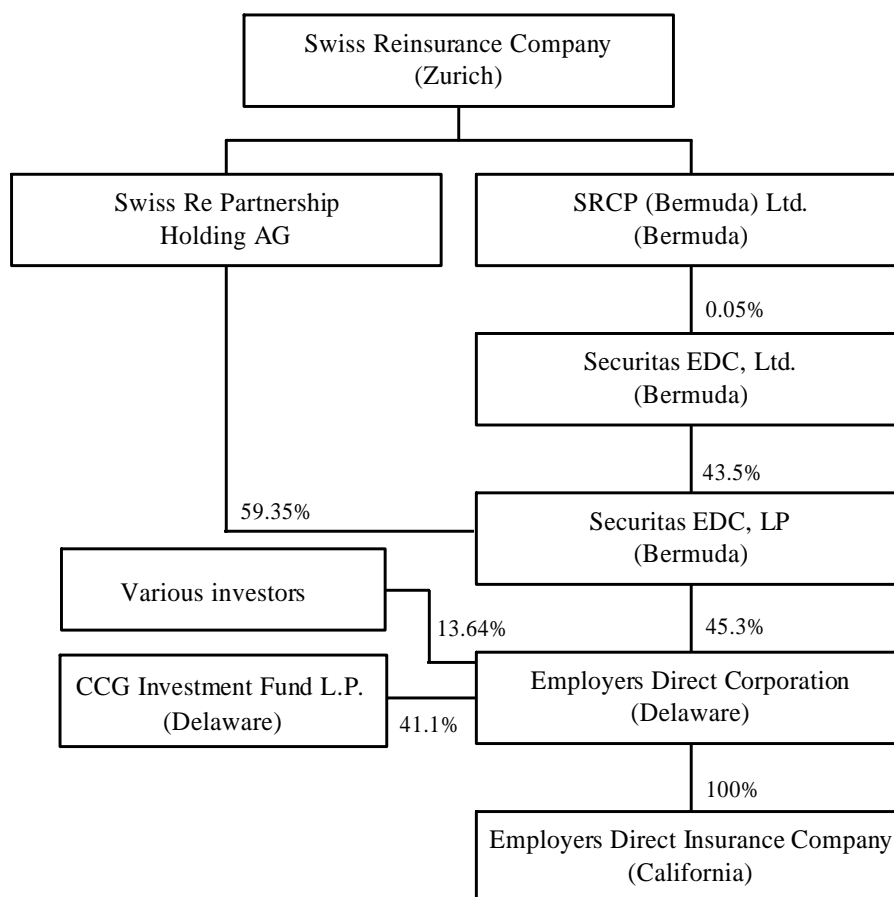 Swiss Reinsurance Company
(Zurich)
Swiss Re Partnership
Holding AG
SRCP (Bermuda) Ltd.
(Bermuda)
0.05%
Securitas EDC, Ltd.
(Bermuda)
43.5%
59.35%
Securitas EDC, LP
(Bermuda)
Various investors
13.64%
45.3%
CCG Investment Fund L.P.
(Delaware)
41.1%
Employers Direct Corporation
(Delaware)
100%
Employers Direct Insurance Company
(California)